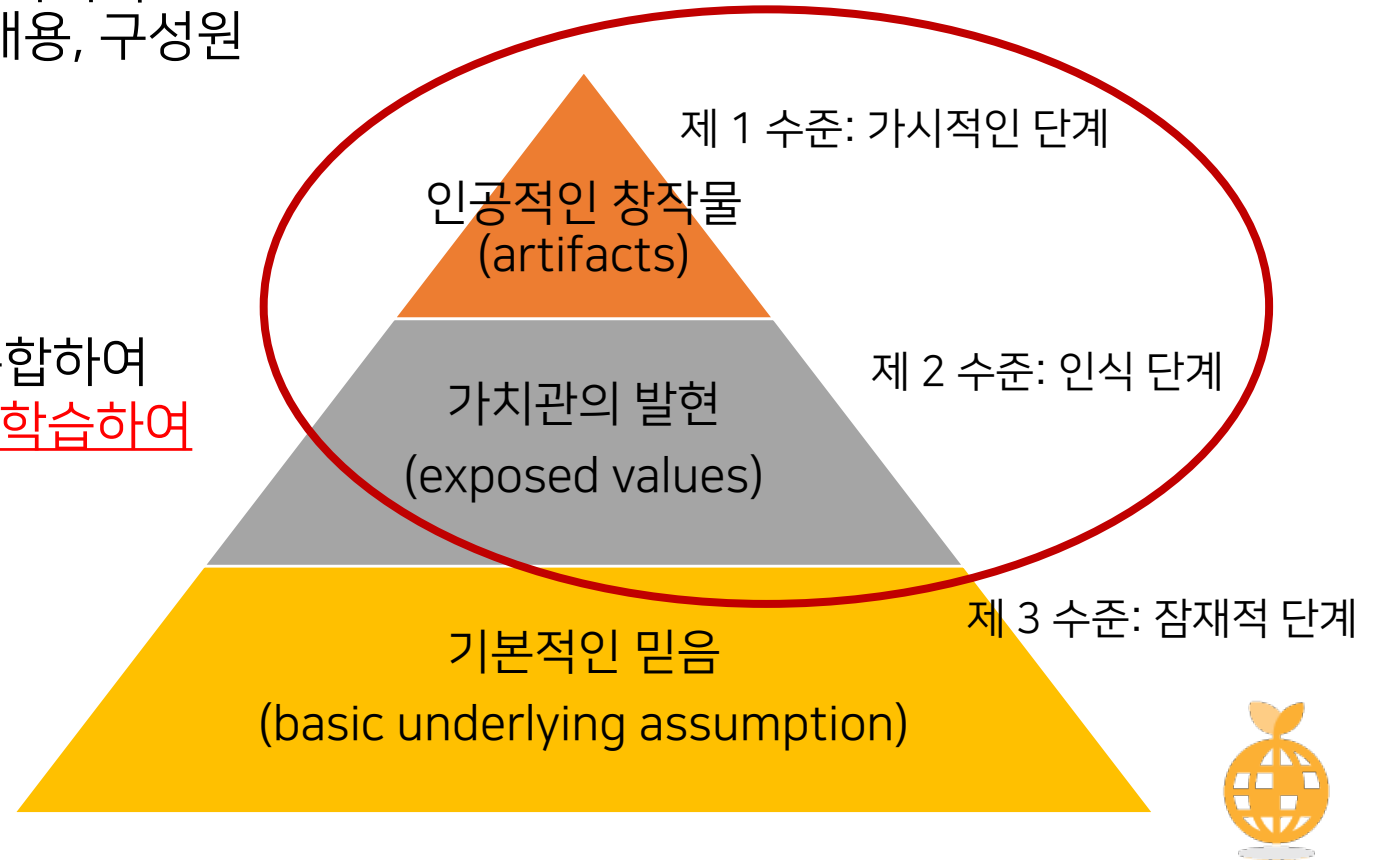 구성원
제 1 수준: 가시적인 단계
인공적인 창작물
(artifacts)
합하여
제 2 수준: 인식 단계
학습하여
가치관의 발현
(exposed values)
제 3 수준: 잠재적 단계
기본적인 믿음
(basic underlying assumption)